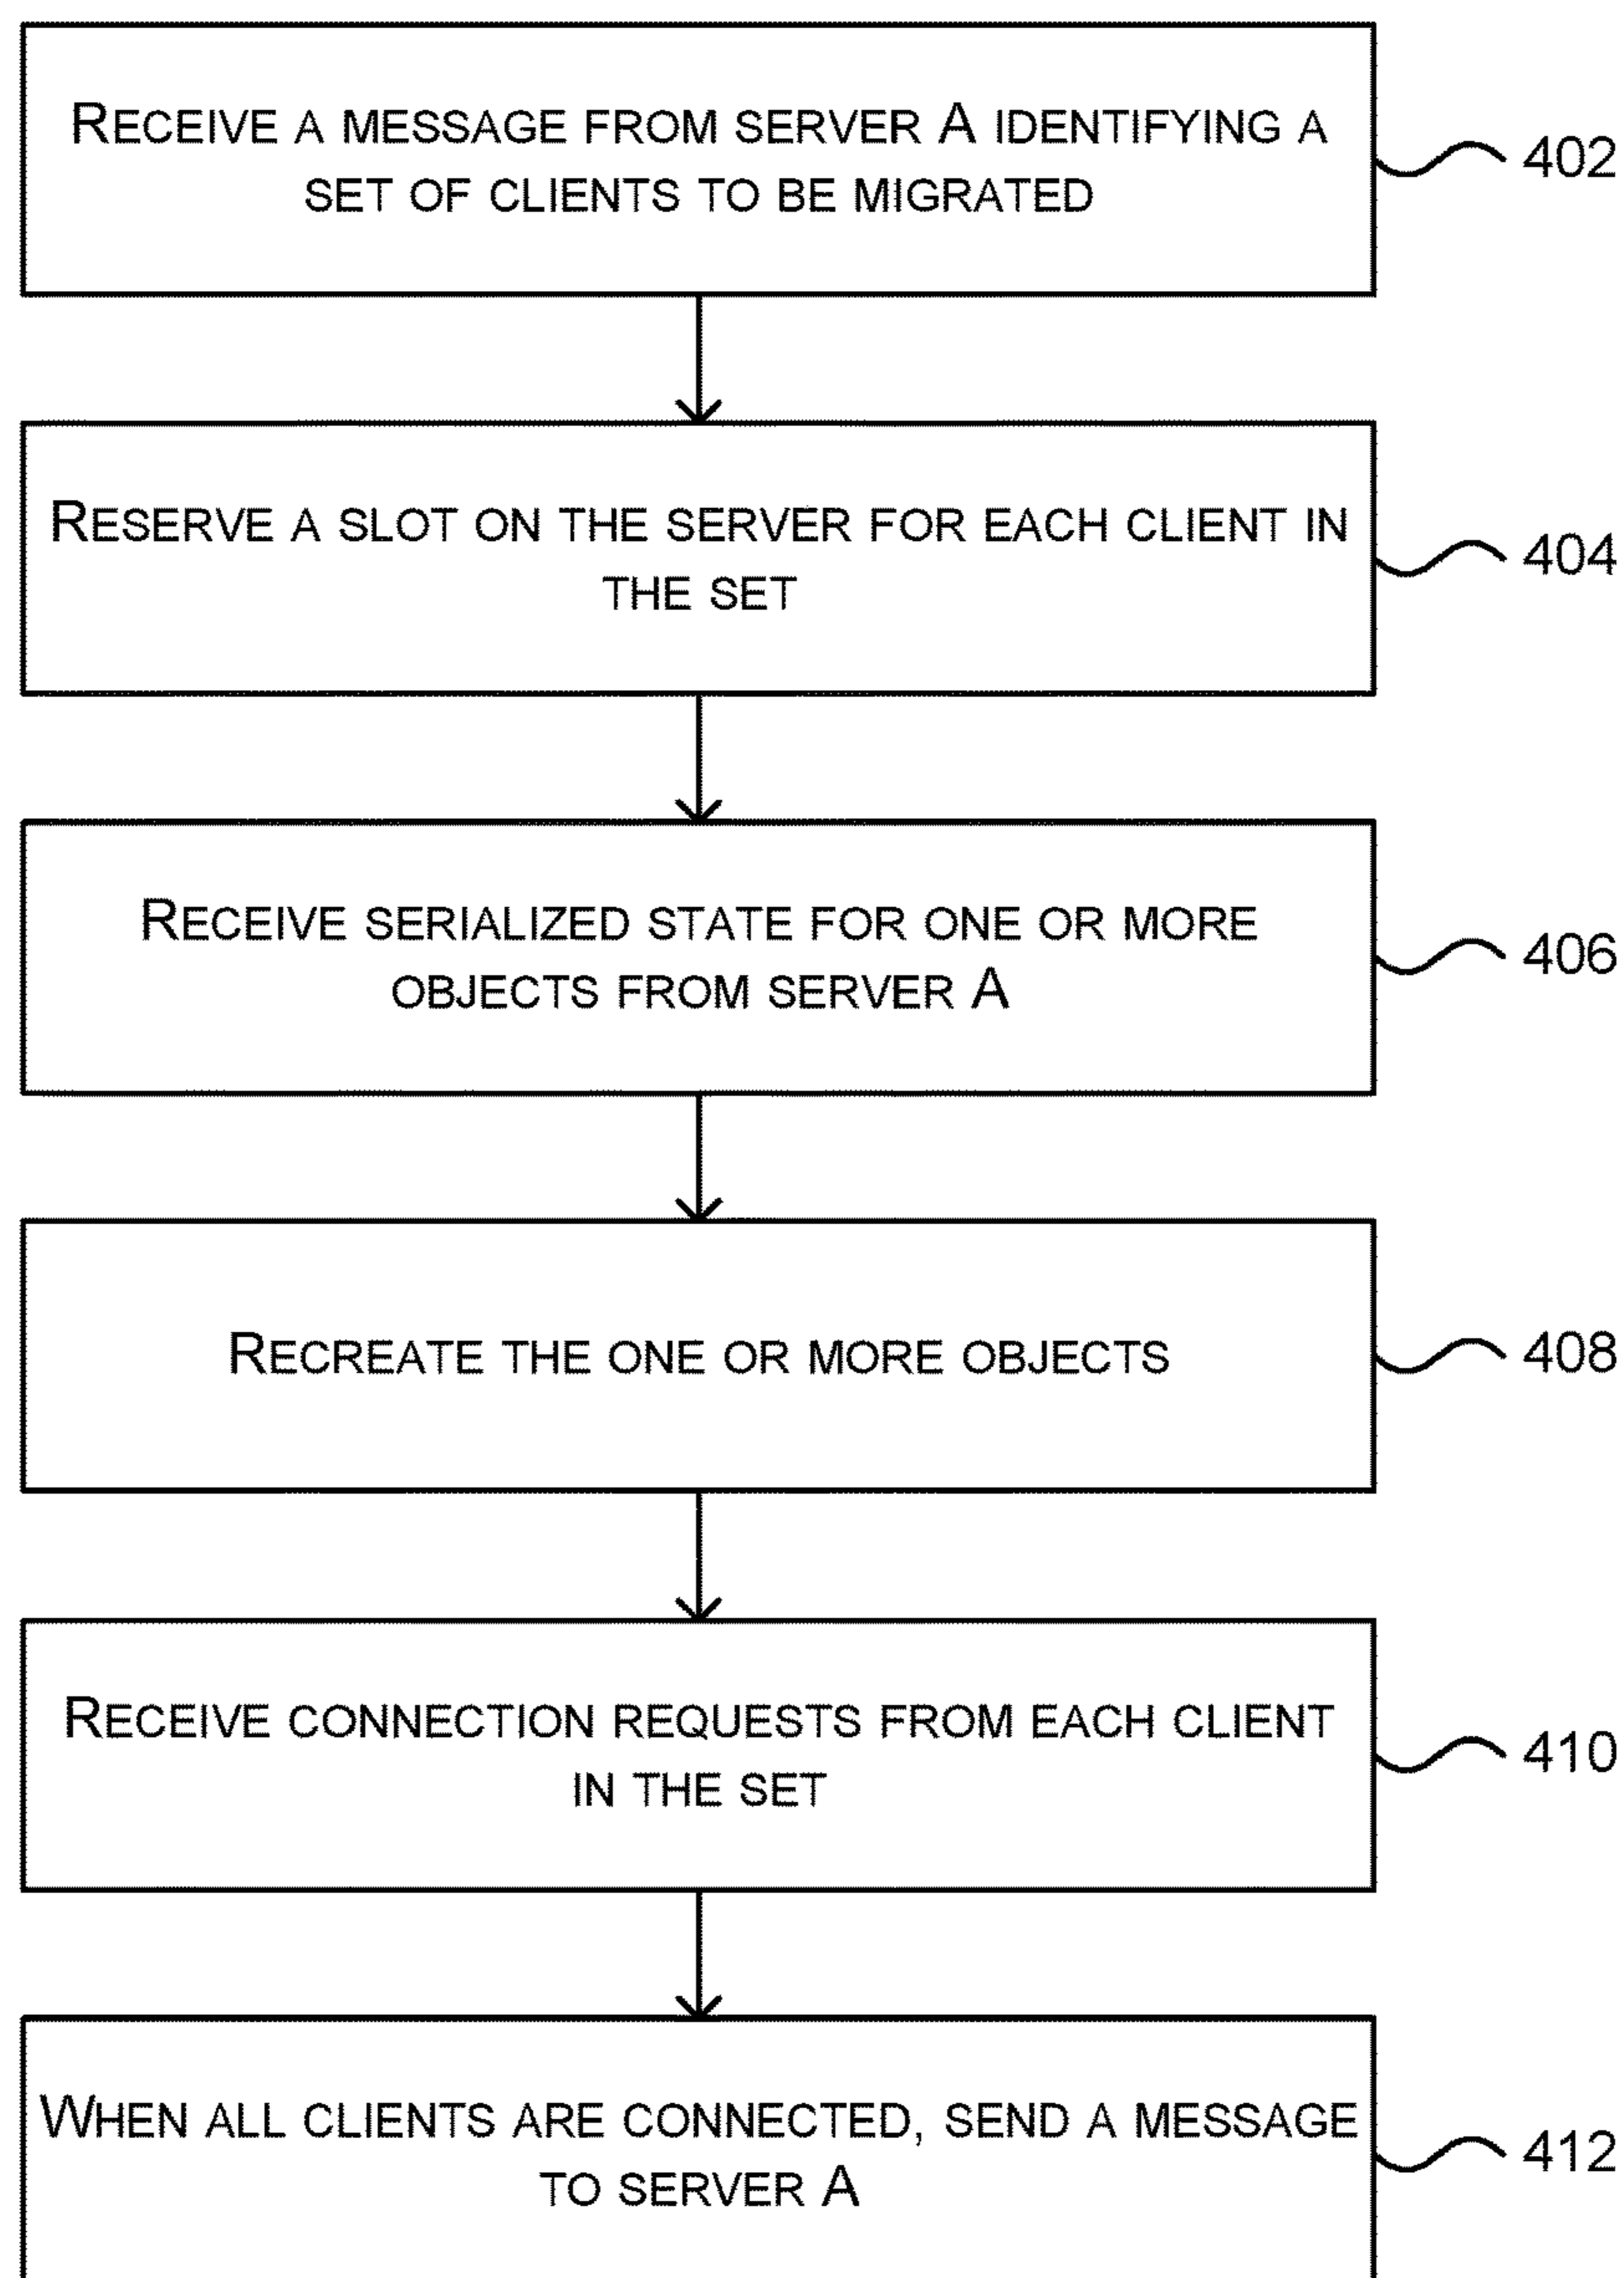 RECEIVE A MESSAGE FROM SERVER A IDENTIFYING A
SET OF CLIENTS TO BE MIGRATED
402
RESERVE A SLOT ON THE SERVER FOR EACH CLIENT IN
THE SET
404
RECEIVE SERIALIZED STATE FOR ONE OR MORE
OBJECTS FROM SERVER A
406
RECREATE THE ONE OR MORE OBJECTS
408
RECEIVE CONNECTION REQUESTS FROM EACH CLIENT
IN THE SET
410
WHEN ALL CLIENTS ARE CONNECTED, SEND A MESSAGE
TO SERVER A
412